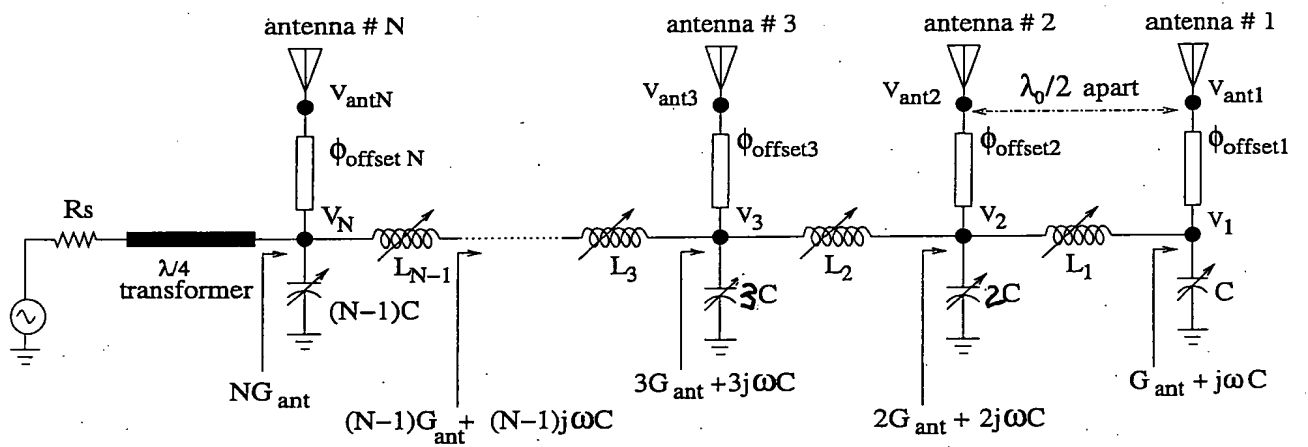 antenna # N
antenna # 3
antenna # 2
antenna # 1
V_antN
V_ant3
V_ant2
λ₀/2 apart
V_ant1
ϕ_offset N
ϕ_offset3
ϕ_offset2
ϕ_offset1
Rs
V_N
V_3
V_2
V_1
λ/4
transformer
L_N-1
L_3
L_2
L_1
(N-1)C
3C
2C
C
NG_ant
(N-1)G_ant + (N-1)jωC
3G_ant +3jωC
2G_ant + 2jωC
G_ant + jωC